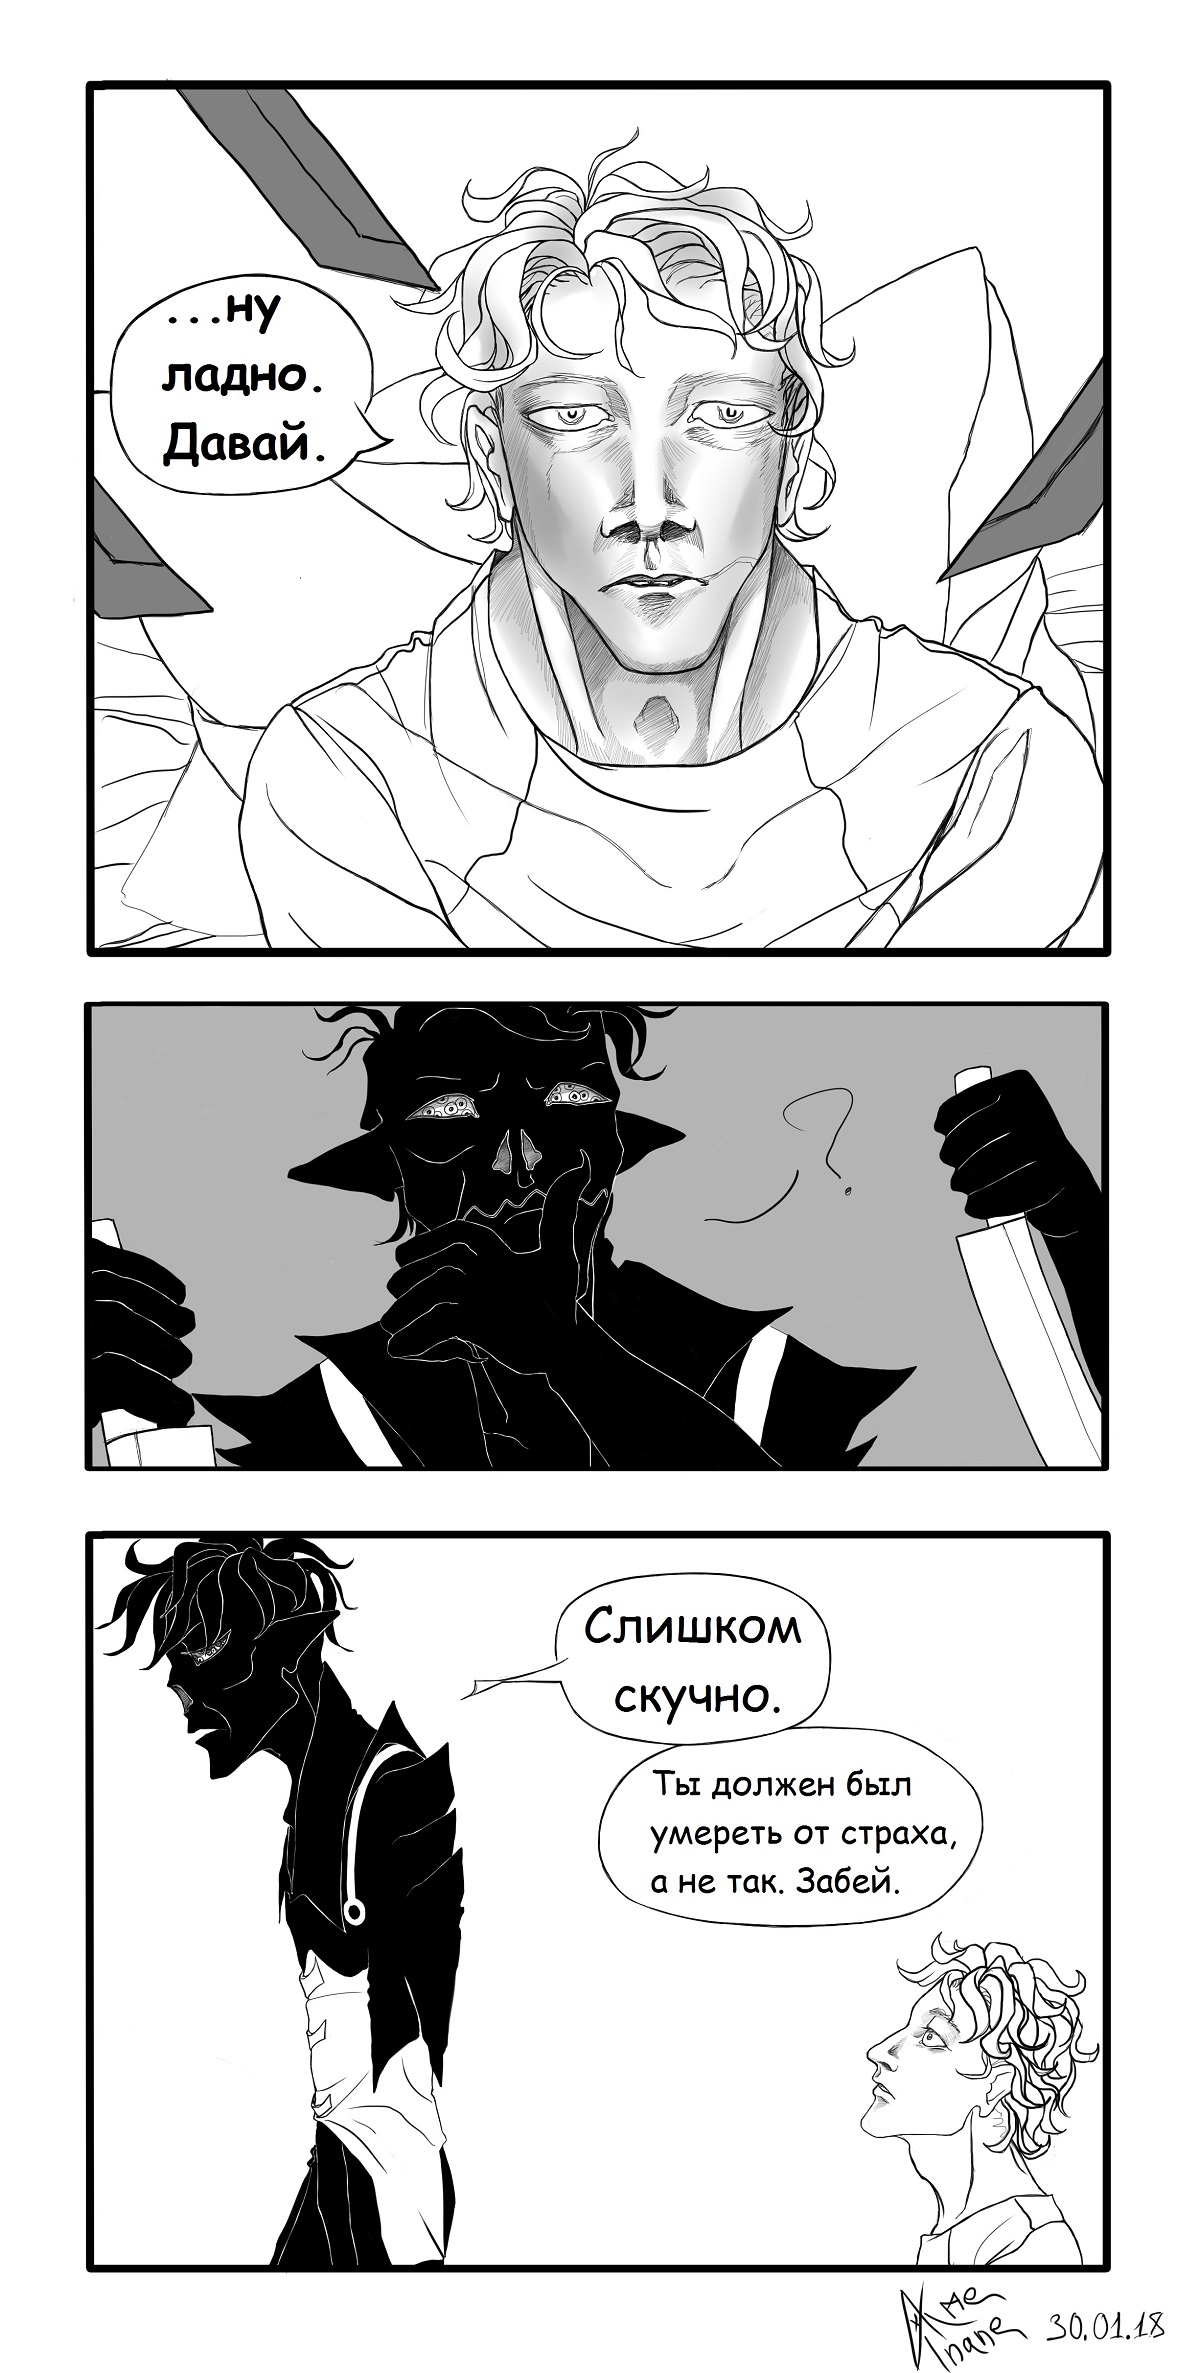 ...ну
ладно.
Давай.
?
Слишком
скучно.
Ты должен был
умереть от страха,
а не так. Забей.
30.01.18